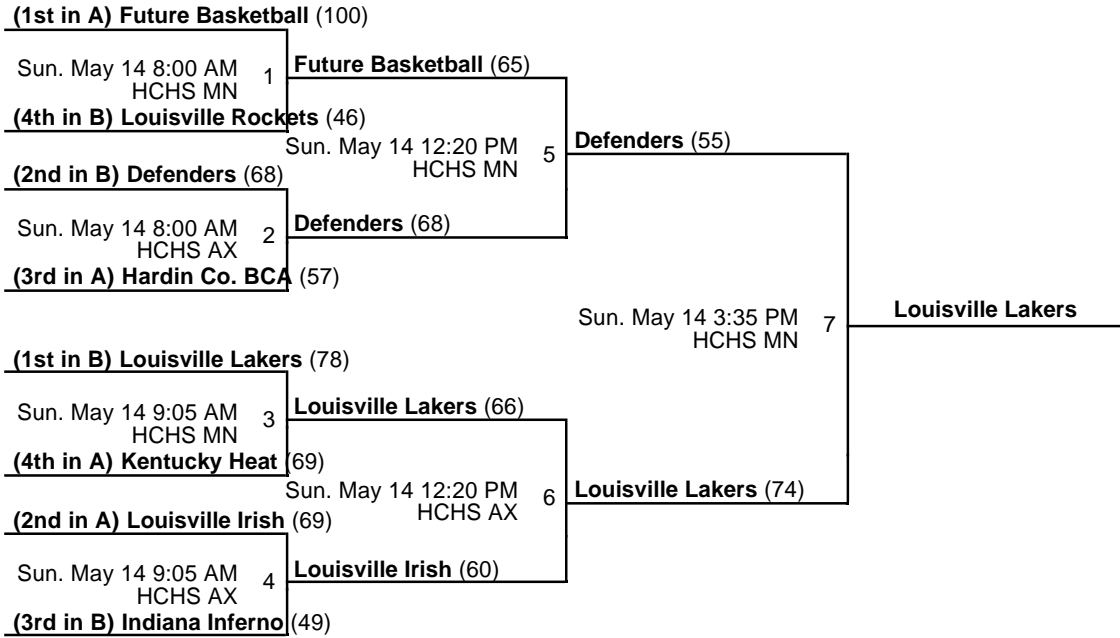 (1st in A) Future Basketball (100)
Sun. May 14 8:00 AM
HCHS MN
1
(4th in B) Louisville Rockets (46)
Future Basketball (65)
(2nd in B) Defenders (68)
Sun. May 14 8:00 AM
HCHS AX
2
(3rd in A) Hardin Co. BCA (57)
Defenders (68)
Sun. May 14 12:20 PM
HCHS MN
5
Defenders (55)
(1st in B) Louisville Lakers (78)
Sun. May 14 9:05 AM
HCHS MN
3
(4th in A) Kentucky Heat (69)
Louisville Lakers (66)
(2nd in A) Louisville Irish (69)
Sun. May 14 9:05 AM
HCHS AX
4
(3rd in B) Indiana Inferno (49)
Louisville Irish (60)
Sun. May 14 12:20 PM
HCHS AX
6
Louisville Lakers (74)
Sun. May 14 3:35 PM
HCHS MN
7
Louisville Lakers